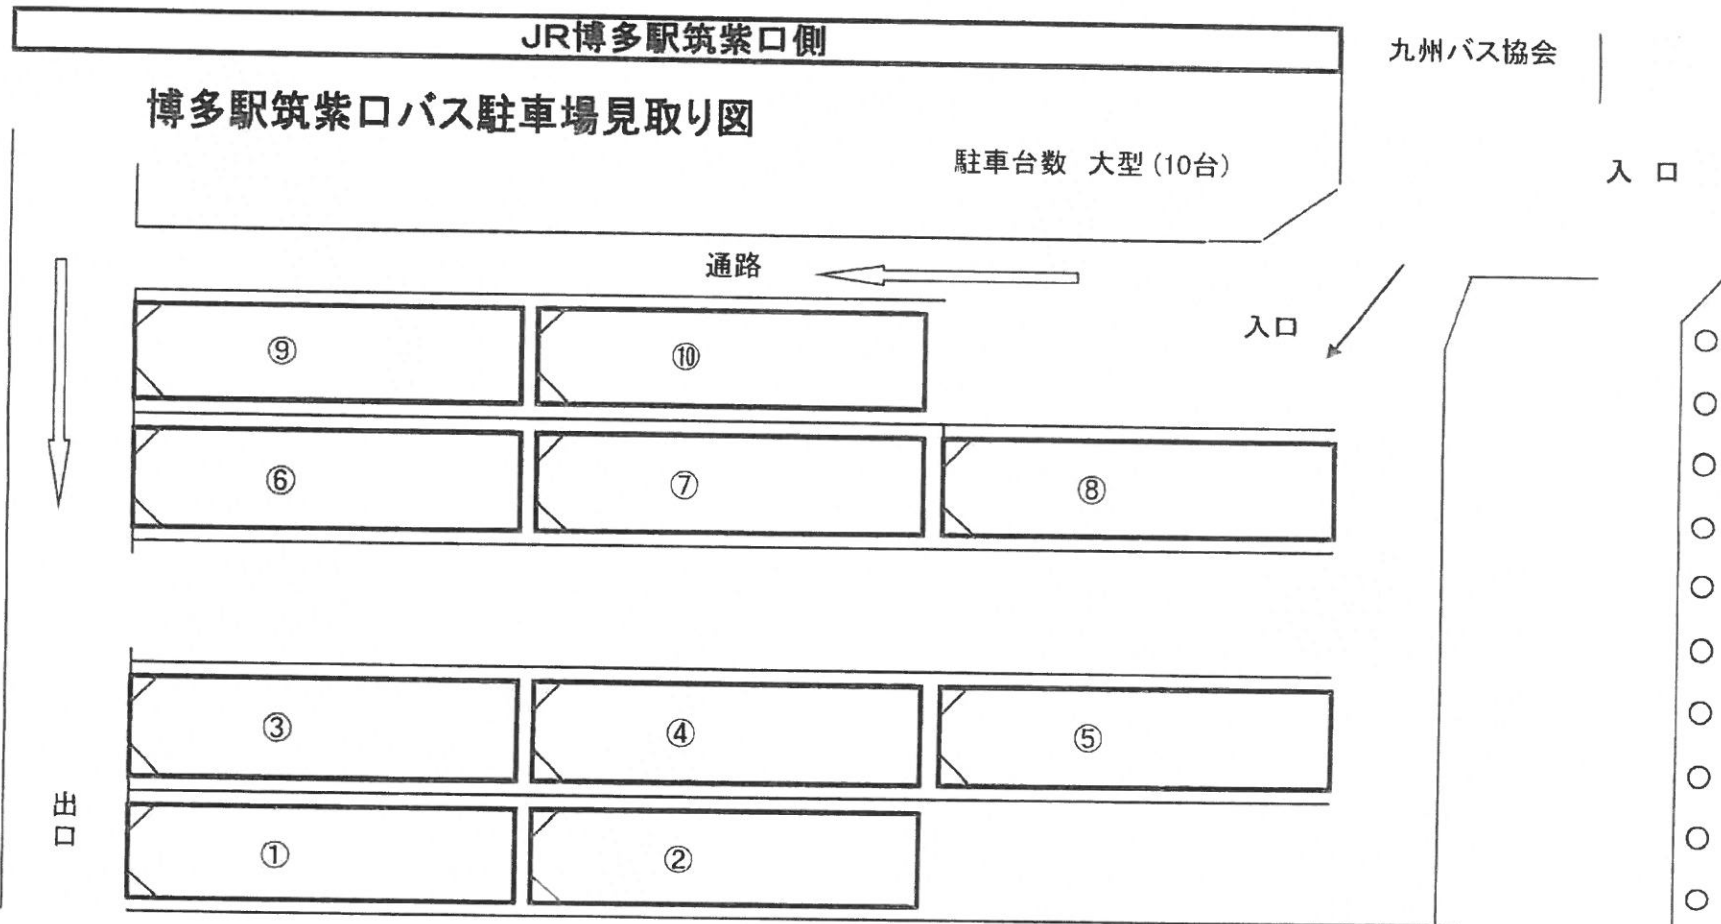 JR博多駅筑紫口側
九州バス協会
博多駅筑紫口バス駐車場見取り図
駐車台数 大型(10台)
入 口
通路
入口
⑨
⑩
⑥
⑦
⑧
③
④
⑤
出口
①
②